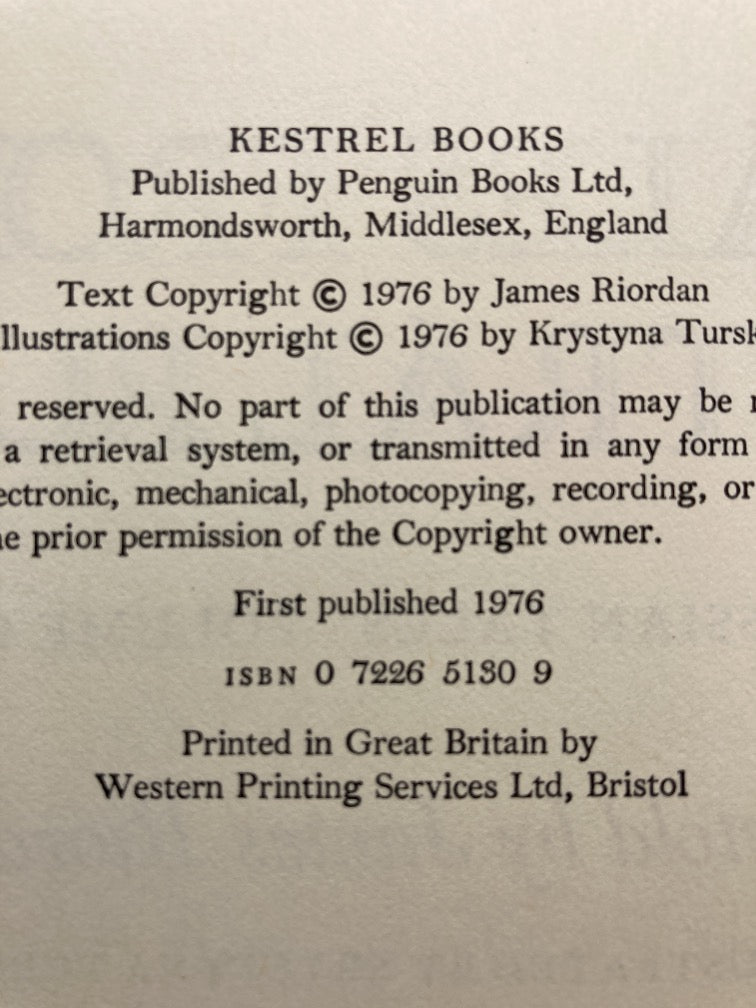 KESTREL BOOKS
Published by Penguin Books Ltd,
Harmondsworth, Middlesex, England
Text Copyright © 1976 by James Riordan
llustrations Copyright © 1976 by Krystyna Tursk
reserved. No part of this publication may be
a retrieval system, or transmitted in any form
ectronic, mechanical, photocopying, recording, or
e prior permission of the Copyright owner.
First published 1976
ISBN 0 7226 5130 9
Printed in Great Britain by
Western Printing Services Ltd, Bristol